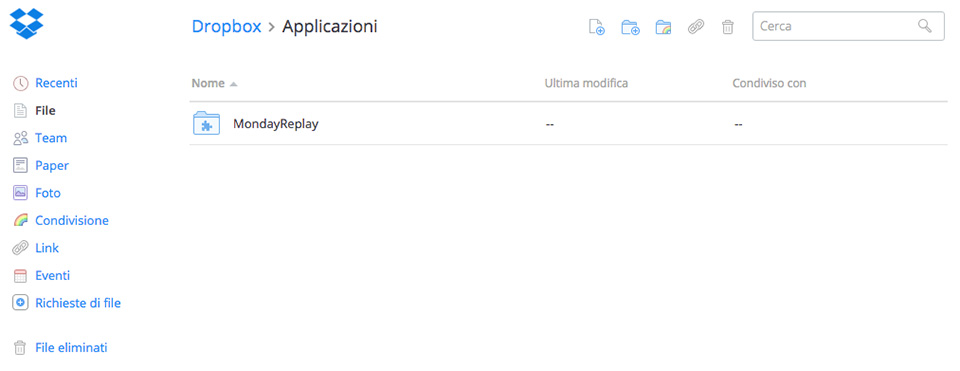 Dropbox > Applicazioni
Cerca
Recenti
File
Team
Paper
Foto
Condivisione
Link
Eventi
Richieste di file
File eliminati
Nome Ultima modifica Condiviso con
MondayReplay -- --